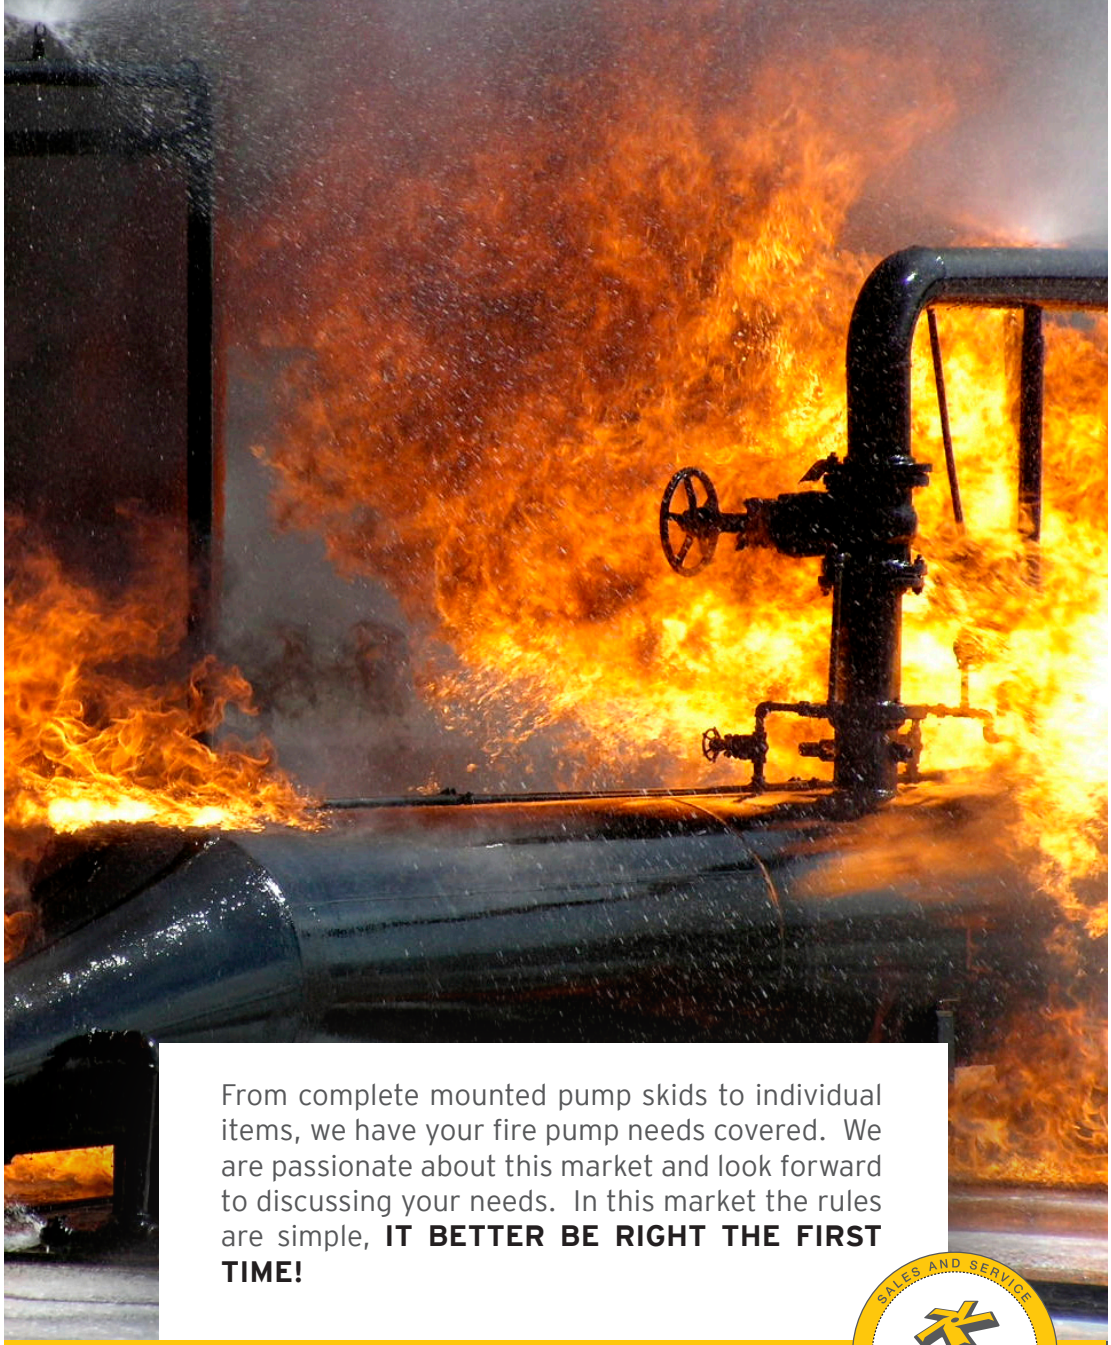 From complete mounted pump skids to individual
items, we have your fire pump needs covered.  We
are passionate about this market and look forward
to discussing your needs.  In this market the rules
are simple, IT BETTER BE RIGHT THE FIRST
TIME!
SALES AND SERVICE